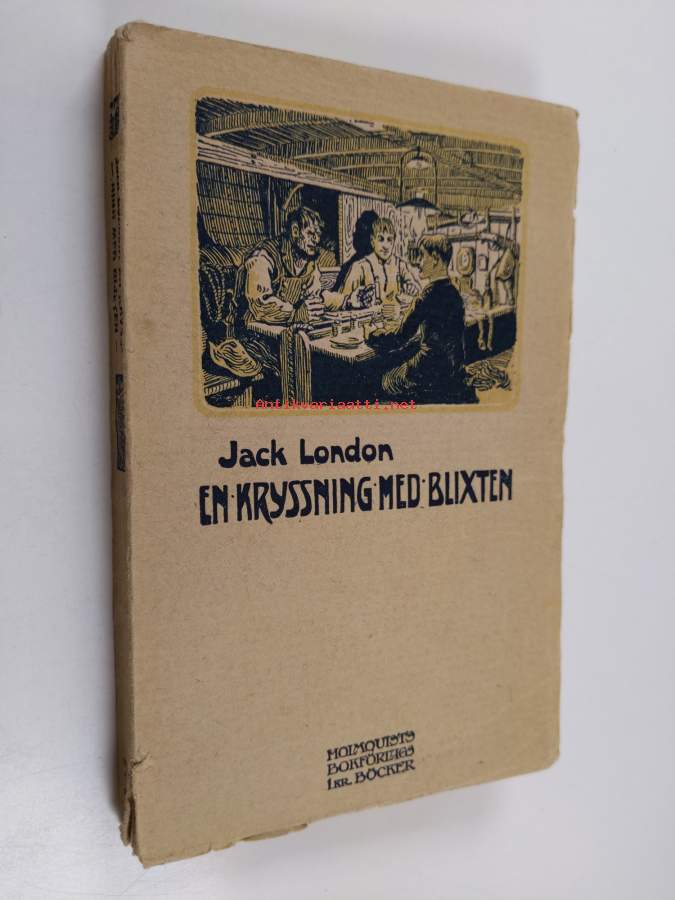 Antikvariaatti.net
Jack London
EN·KRYSSNING·MED·BLIXTEN
HOLMQUISTS
BOKFÖRLAGS
1 KR. BÖCKER